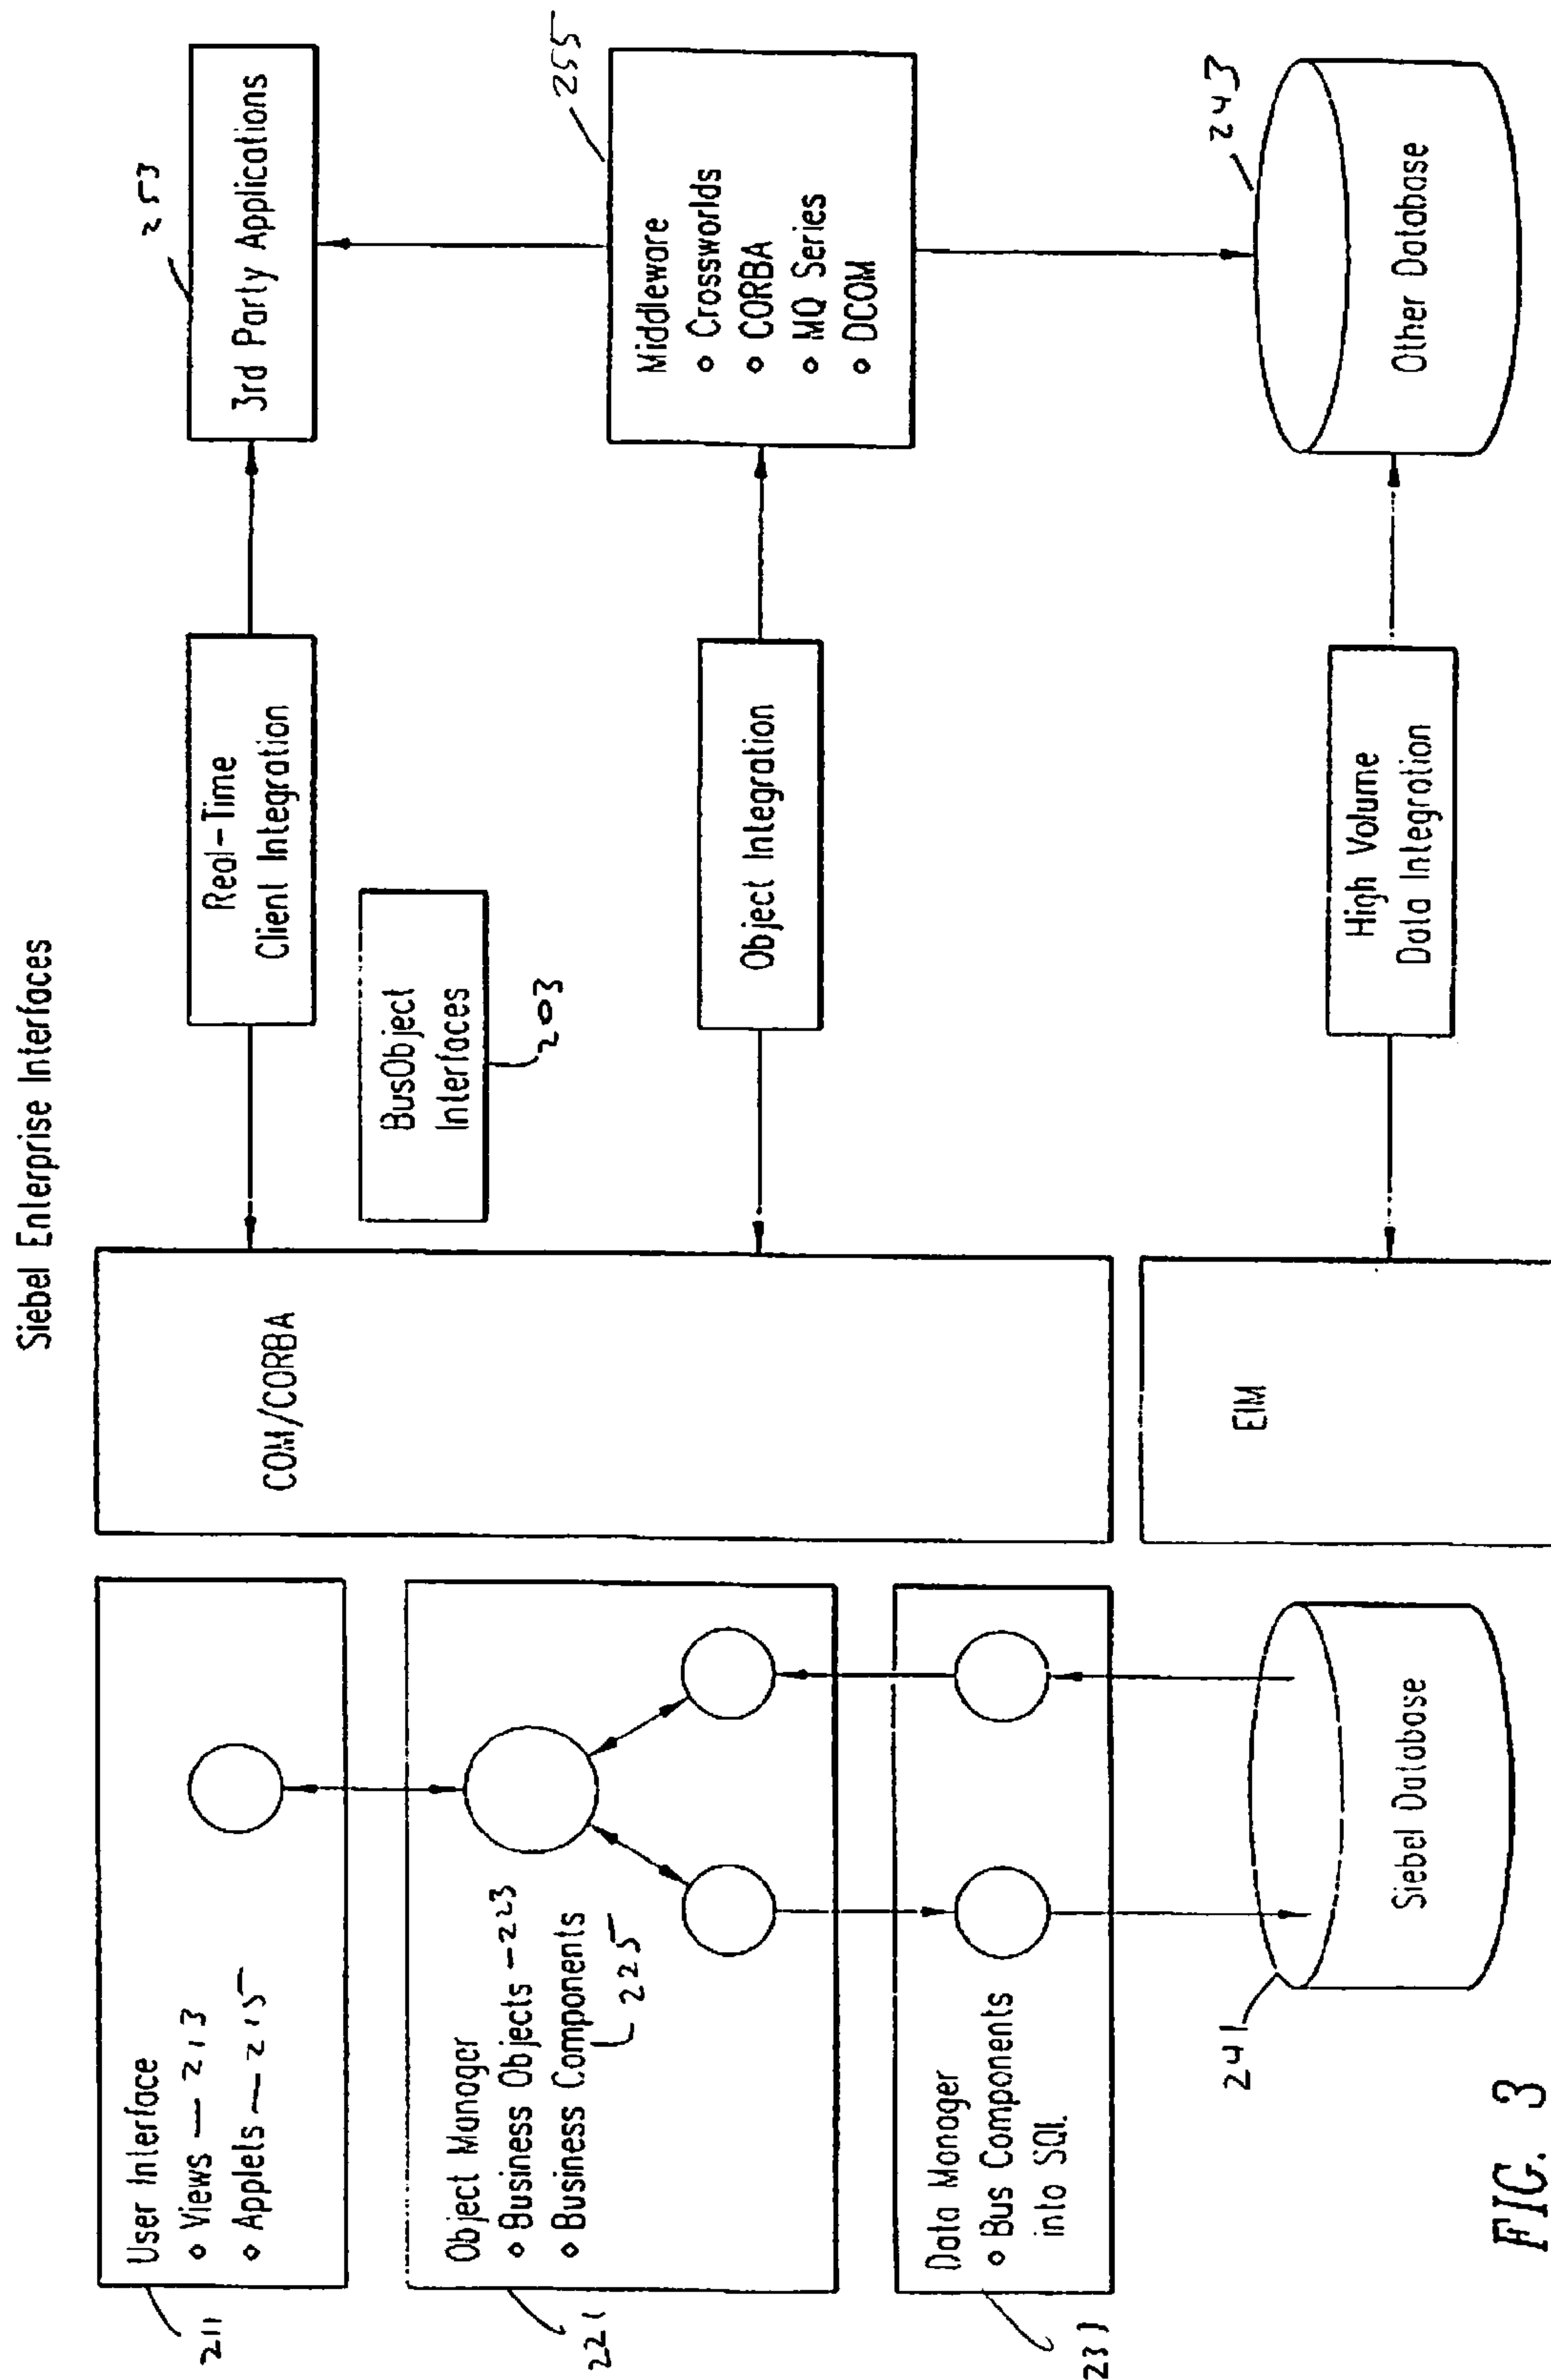 Siebel Enterprise Interfaces
211
User Interface
Views — 213
Applets — 215
221
Object Manager
Business Objects — 223
Business Components
225
231
Data Manager
Bus Components
into SQL
241
Siebel Database
COM/CORBA
EIM
Real-Time
Client Integration
BusObject
Interfaces
203
Object Integration
High Volume
Data Integration
253
3rd Party Applications
255
Middleware
Crossworlds
CORBA
MQ Series
DCOM
243
Other Database
FIG. 3